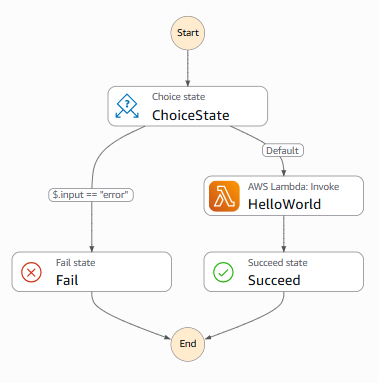 Start
Choice state
ChoiceState
Default
$.input == "error"
AWS Lambda: Invoke
HelloWorld
Fail state
Fail
Succeed state
Succeed
End